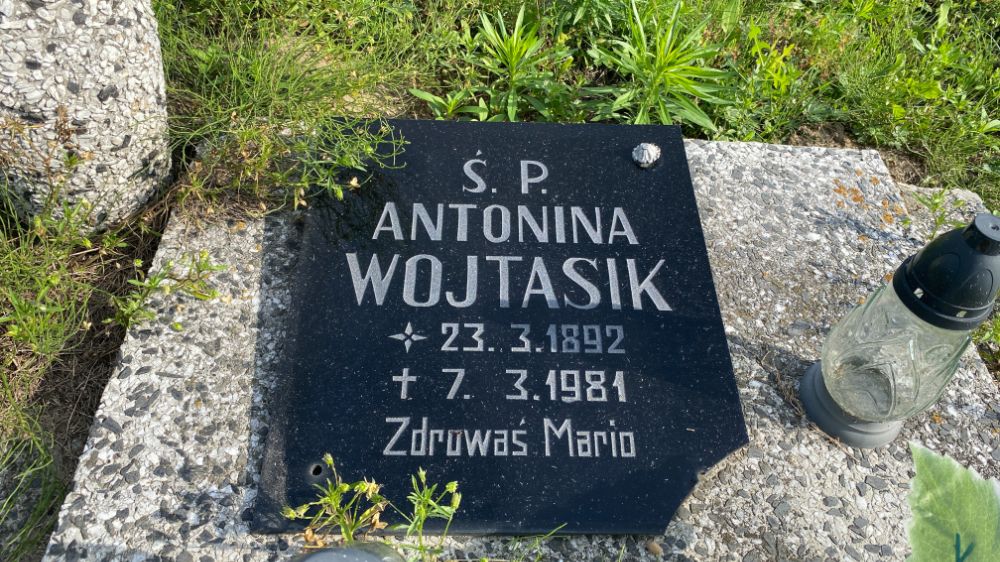 Ś. P.
ANTONINA
WOJTASIK
23. 3. 1892
† 7. 3. 1981
Zdrowaś Mario